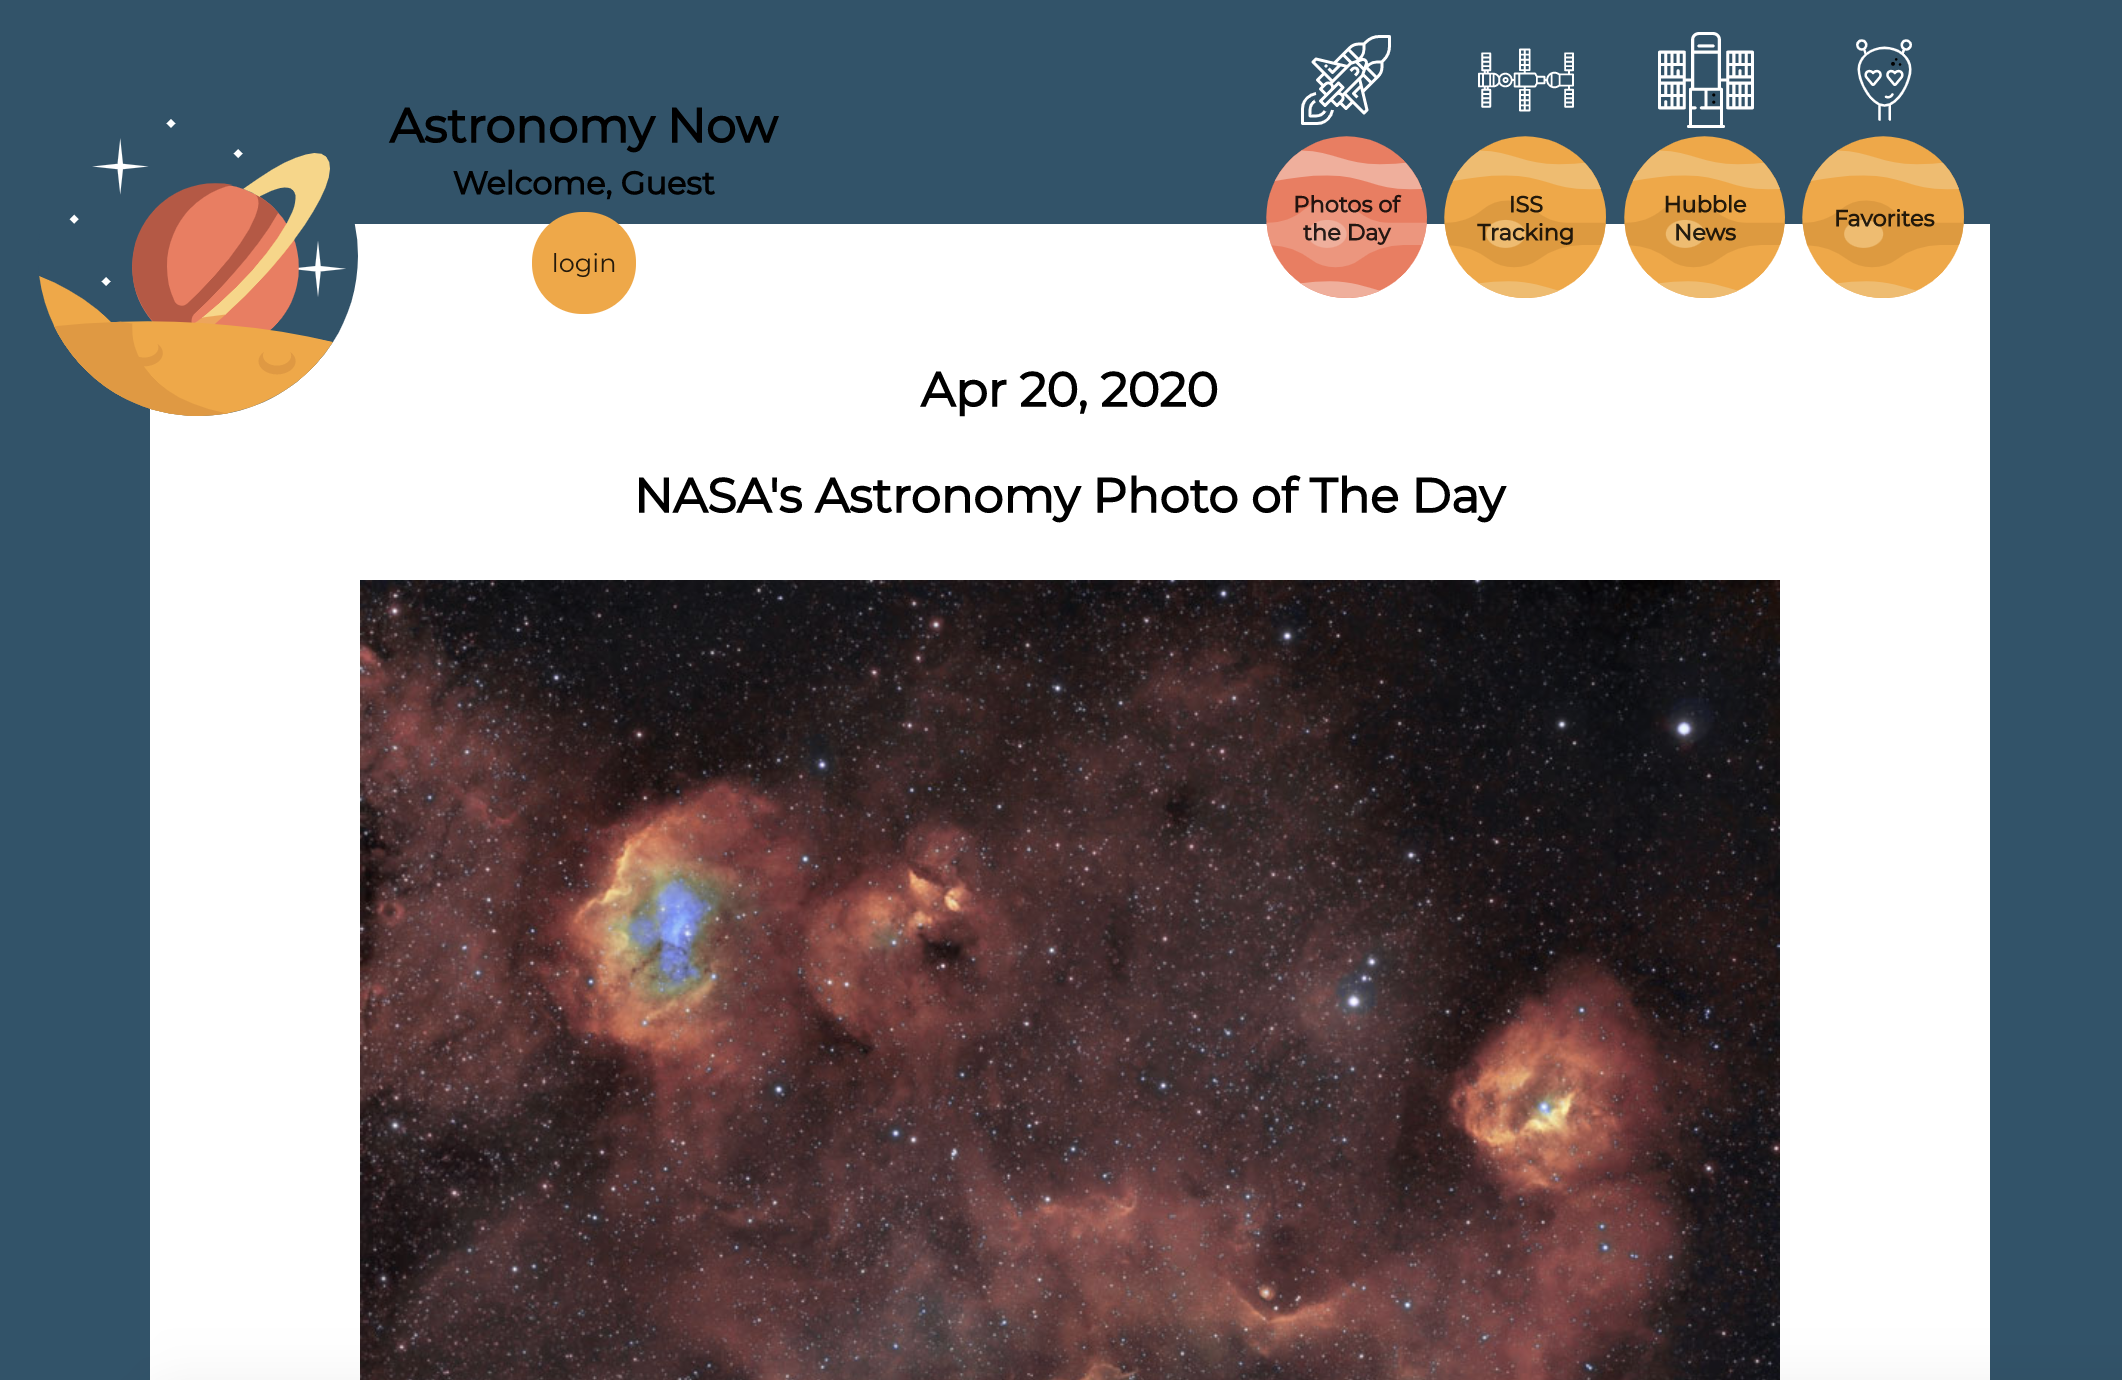 Astronomy Now
Welcome, Guest
login
Photos of
the Day
ISS
Tracking
Hubble
News
Favorites
Apr 20, 2020
NASA's Astronomy Photo of The Day